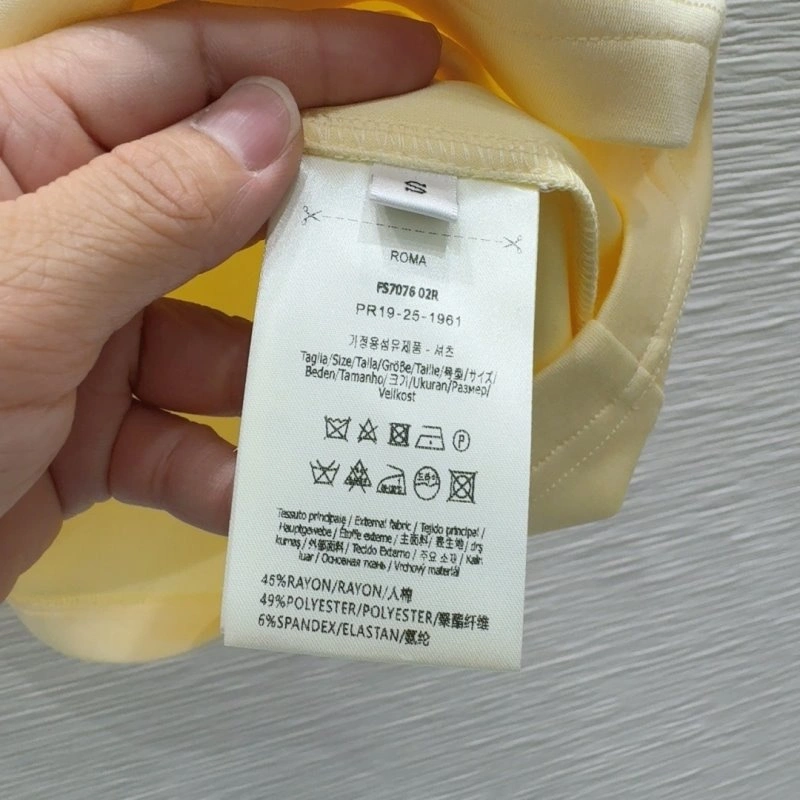 S
ROMA
FS7076 02R
PR19-25-1961
가정용섬유제품 - 셔츠
Taglia/Size/Talla/Größe/Taille/号型/サイズ/
Beden/Tamanho/크기/Ukuran/Размер/
Velikost
P
Tessuto principale / External fabric / Tejido principal /
Hauptgewebe / Étoffe externe / 主面料 / 表生地 / dış
kumaş / 外部面料 / Tecido Externo / 주요 소재 / Kain
luar / Основная ткань / Vrchový materiál
45%RAYON/RAYON/人棉
49%POLYESTER/POLYESTER/聚酯纤维
6%SPANDEX/ELASTAN/氨纶